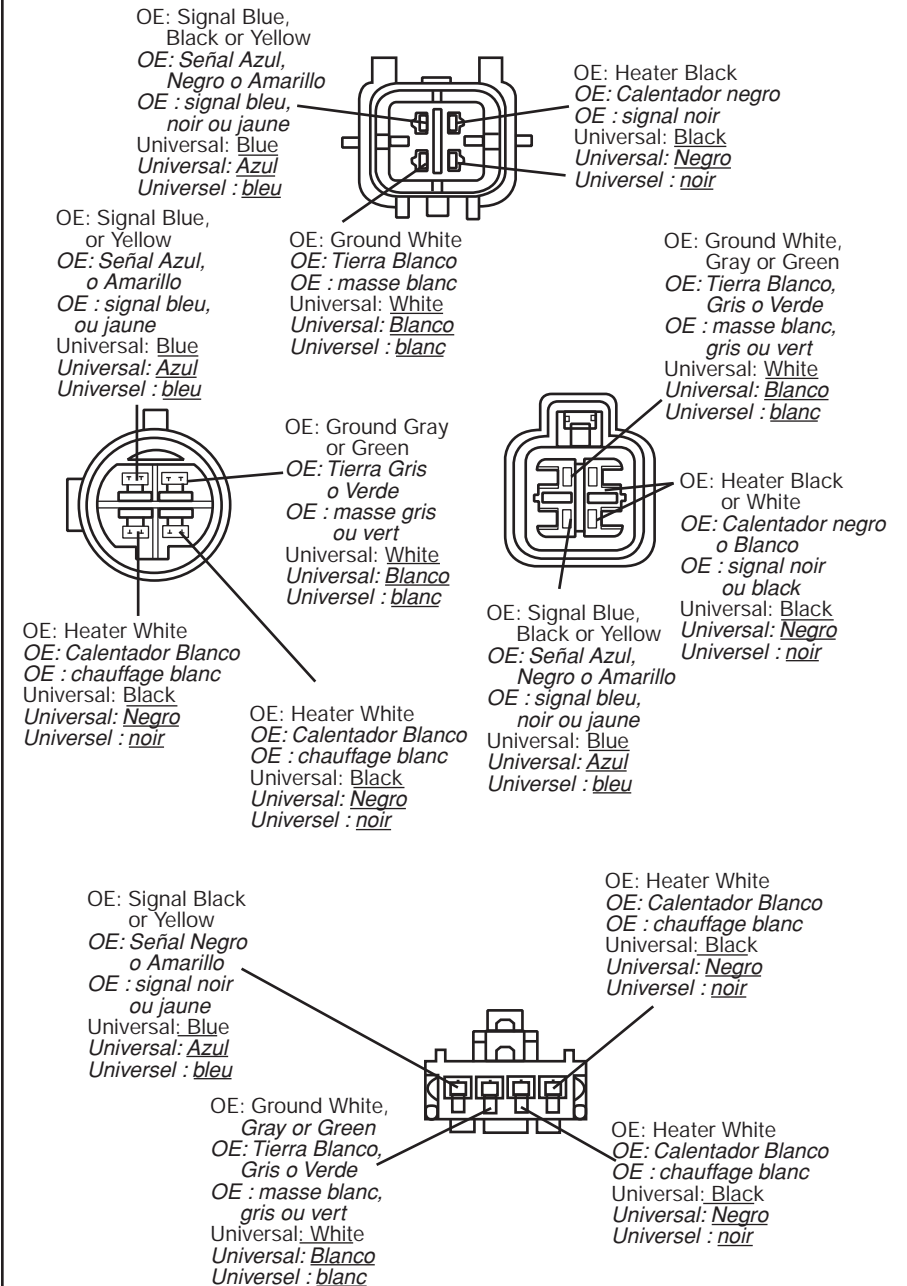 OE: Signal Blue,
Black or Yellow
OE: Señal Azul,
Negro o Amarillo
OE : signal bleu,
noir ou jaune
Universal: Blue
Universal: Azul
Universel : bleu
OE: Heater Black
OE: Calentador negro
OE : signal noir
Universal: Black
Universal: Negro
Universel : noir
OE: Signal Blue,
or Yellow
OE: Señal Azul,
o Amarillo
OE : signal bleu,
ou jaune
Universal: Blue
Universal: Azul
Universel : bleu
OE: Ground White
OE: Tierra Blanco
OE : masse blanc
Universal: White
Universal: Blanco
Universel : blanc
OE: Ground White,
Gray or Green
OE: Tierra Blanco,
Gris o Verde
OE : masse blanc,
gris ou vert
Universal: White
Universal: Blanco
Universel : blanc
OE: Ground Gray
or Green
OE: Tierra Gris
o Verde
OE : masse gris
ou vert
Universal: White
Universal: Blanco
Universel : blanc
OE: Heater Black
or White
OE: Calentador negro
o Blanco
OE : signal noir
ou black
Universal: Black
Universal: Negro
Universel : noir
OE: Heater White
OE: Calentador Blanco
OE : chauffage blanc
Universal: Black
Universal: Negro
Universel : noir
OE: Heater White
OE: Calentador Blanco
OE : chauffage blanc
Universal: Black
Universal: Negro
Universel : noir
OE: Signal Blue,
Black or Yellow
OE: Señal Azul,
Negro o Amarillo
OE : signal bleu,
noir ou jaune
Universal: Blue
Universal: Azul
Universel : bleu
OE: Signal Black
or Yellow
OE: Señal Negro
o Amarillo
OE : signal noir
ou jaune
Universal: Blue
Universal: Azul
Universel : bleu
OE: Heater White
OE: Calentador Blanco
OE : chauffage blanc
Universal: Black
Universal: Negro
Universel : noir
OE: Ground White,
Gray or Green
OE: Tierra Blanco,
Gris o Verde
OE : masse blanc,
gris ou vert
Universal: White
Universal: Blanco
Universel : blanc
OE: Heater White
OE: Calentador Blanco
OE : chauffage blanc
Universal: Black
Universal: Negro
Universel : noir